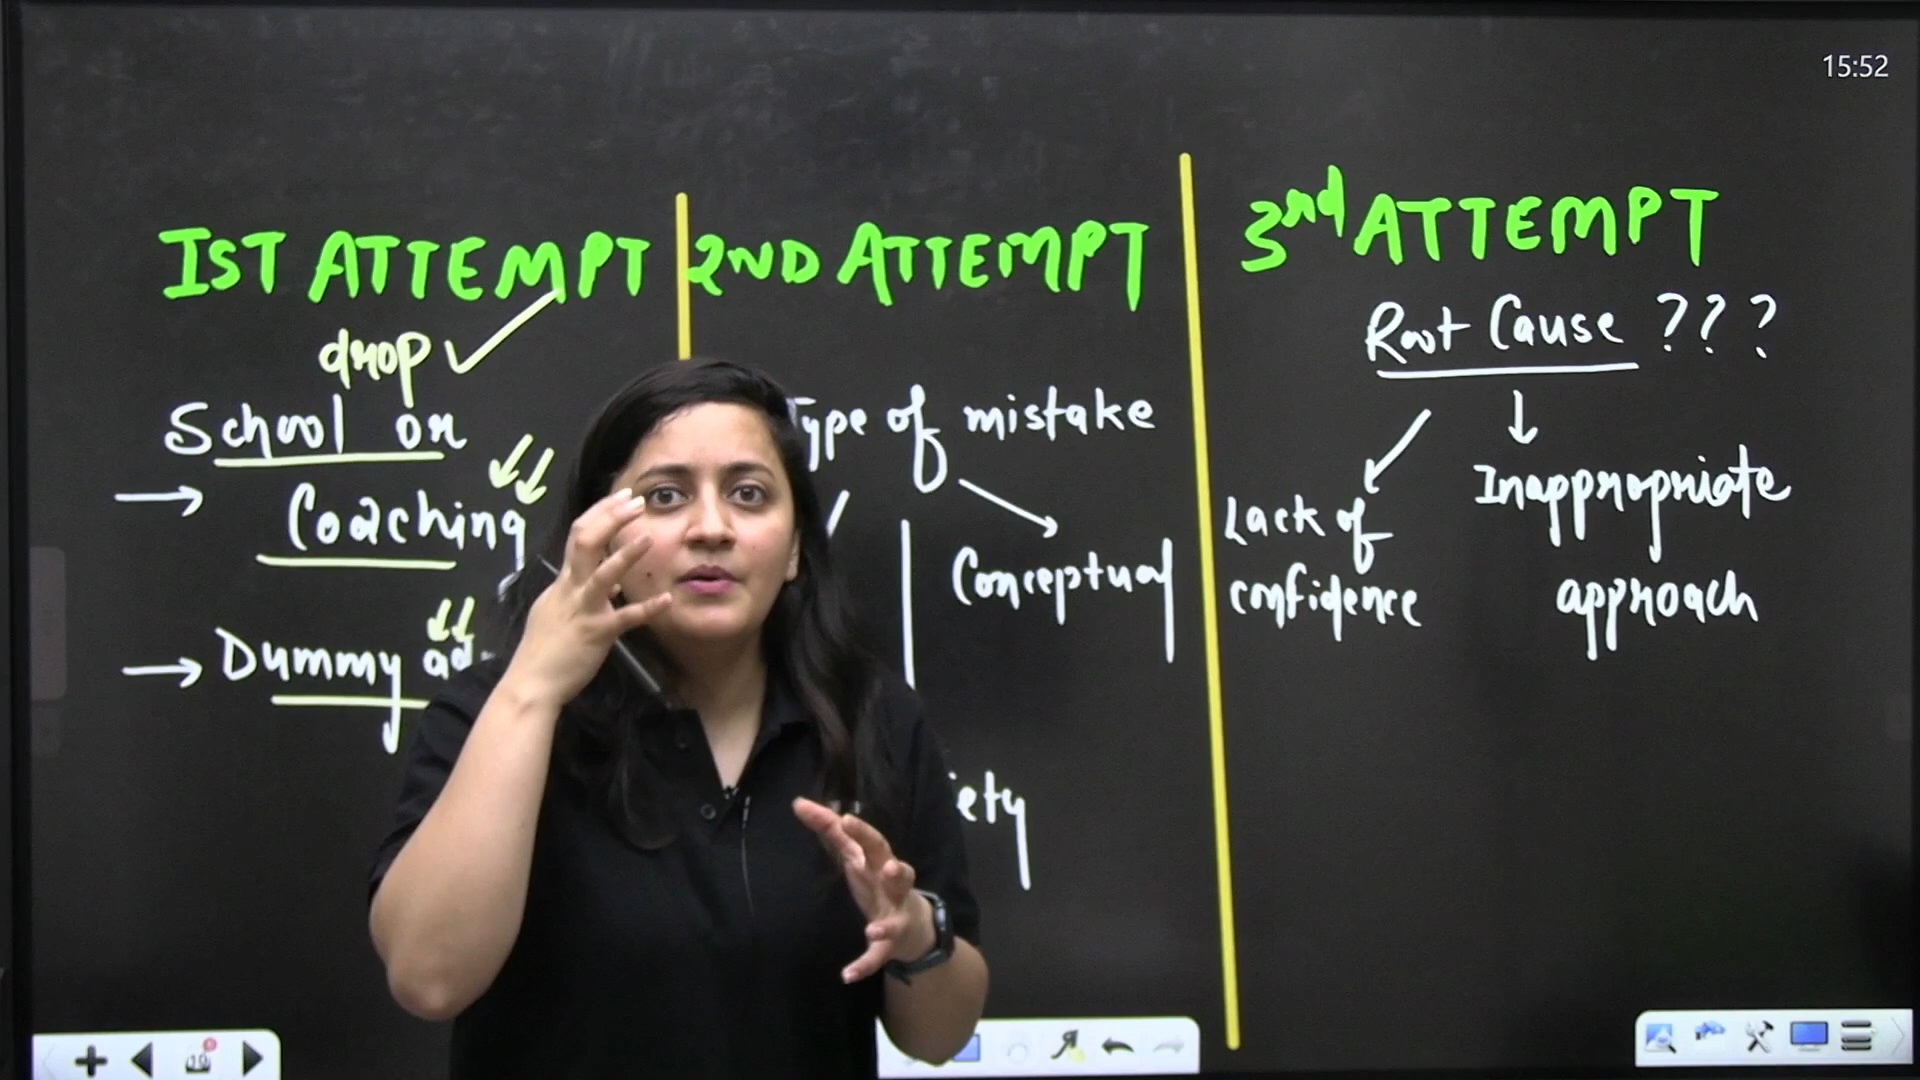 15:52
IST ATTEMPT
2ND ATTEMPT
3rd ATTEMPT
drop
School or
Coaching
Dummy
Type of mistake
Conceptual
Root Cause ???
Lack of
confidence
Inappropriate
approach